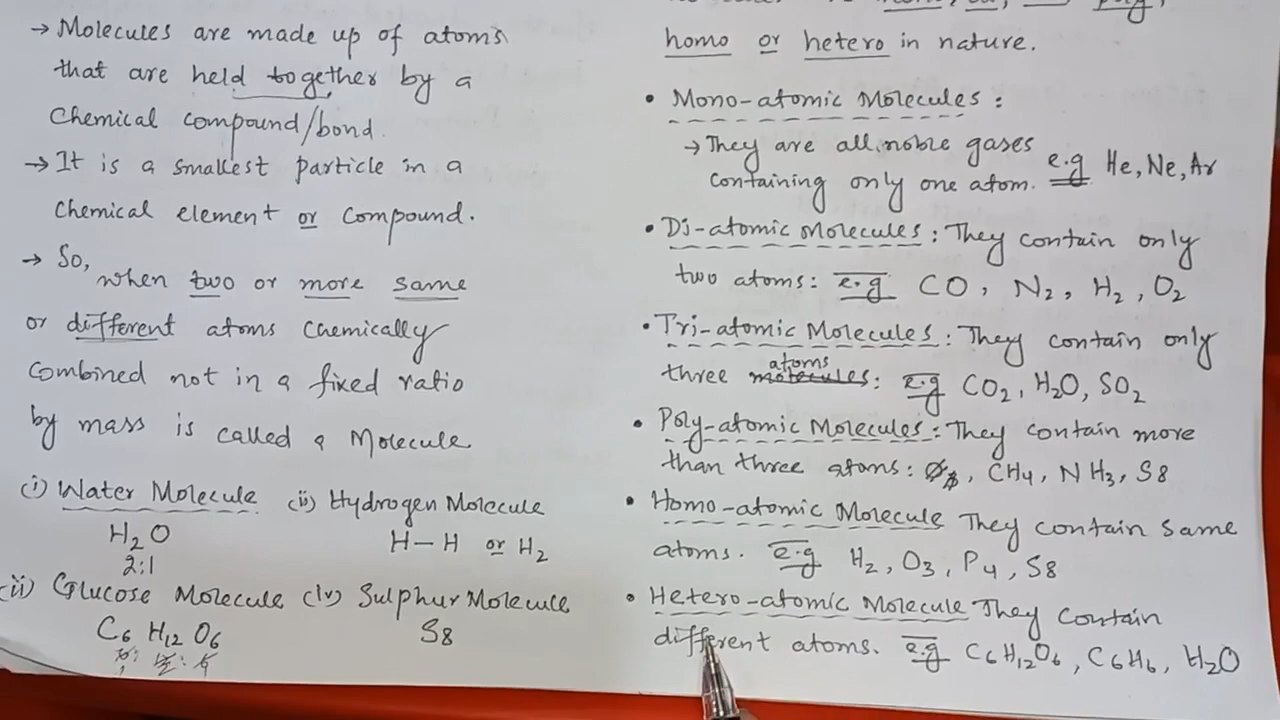 → Molecules are made up of atoms
that are held together by a
Chemical compound/bond.
→ It is a smallest particle in a
Chemical element or compound.
→ So,
when two or more same
or different atoms chemically
combined not in a fixed ratio
by mass is called a Molecule
(i) Water Molecule (ii) Hydrogen Molecule
H2O H-H or H2
2:1
(ii) Glucose Molecule (iv) Sulphur Molecule
C6 H12 O6 S8
homo or hetero in nature.
• Mono-atomic Molecules:
→ They are all noble gases
containing only one atom. e.g He, Ne, Ar
• Di-atomic Molecules: They contain only
two atoms: e.g CO, N2, H2, O2
• Tri-atomic Molecules: They contain only
atoms
three molecules: e.g CO2, H2O, SO2
• Poly-atomic Molecules: They contain more
than three atoms: , CH4, NH3, S8
• Homo-atomic Molecule They contain same
atoms. e.g H2, O3, P4, S8
• Hetero-atomic Molecule They contain
different atoms. e.g C6H12O6, C6H6, H2O